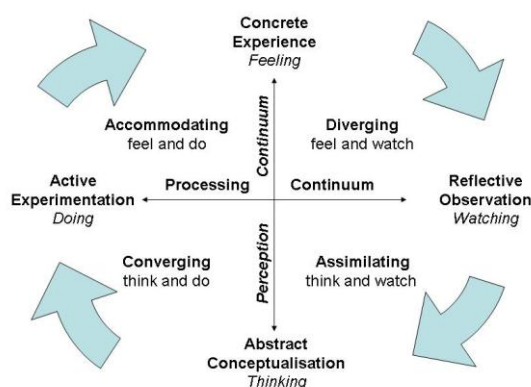 Concrete
Experience
Feeling
Accommodating
feel and do
Continuum
Diverging
feel and watch
Active
Experimentation
Doing
Processing
Continuum
Reflective
Observation
Watching
Converging
think and do
Perception
Assimilating
think and watch
Abstract
Conceptualisation
Thinking